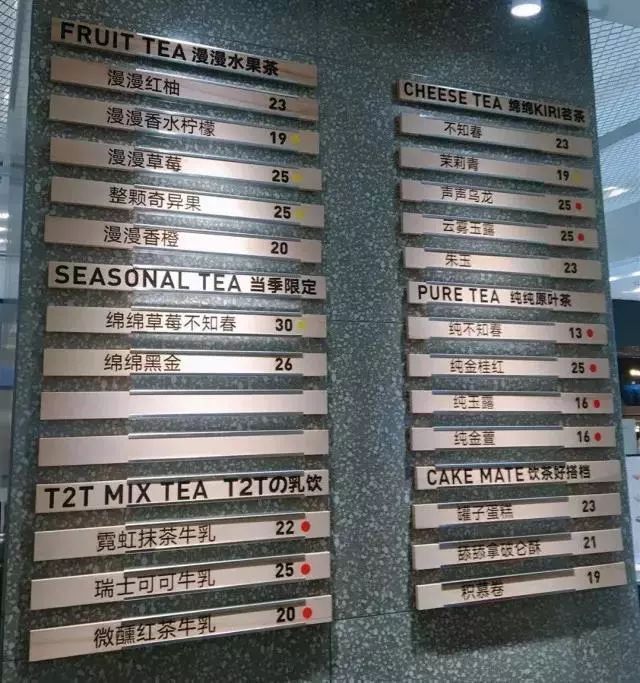 FRUIT TEA 漫漫水果茶
漫漫红柚 23
漫漫香水柠檬 19
漫漫草莓 25
整颗奇异果 25
漫漫香橙 20
SEASONAL TEA 当季限定
绵绵草莓不知春 30
绵绵黑金 26
T2T MIX TEA T2Tの乳饮
霓虹抹茶牛乳 22
瑞士可可牛乳 25
微醺红茶牛乳 20
CHEESE TEA 绵绵KIRI茗茶
不知春 23
茉莉青 19
声声乌龙 25
云雾玉露 25
朱玉 23
PURE TEA 纯纯原叶茶
纯不知春 13
纯金桂红 25
纯玉露 16
纯金萱 16
CAKE MATE 饮茶好搭档
罐子蛋糕 23
舔舔拿破仑酥 21
积慕卷 19